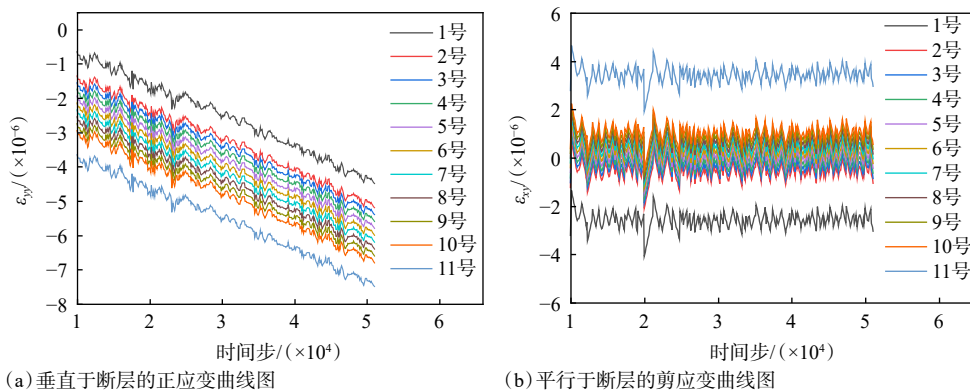 0
−1
−2
−3
−4
−5
−6
−7
−8
ε_yy/(×10⁻⁶)
1 2 3 4 5 6
时间步/(×10⁴)
1号
2号
3号
4号
5号
6号
7号
8号
9号
10号
11号
(a)垂直于断层的正应变曲线图
6
4
2
0
−2
−4
−6
ε_xy/(×10⁻⁶)
1 2 3 4 5 6
时间步/(×10⁴)
1号
2号
3号
4号
5号
6号
7号
8号
9号
10号
11号
(b)平行于断层的剪应变曲线图